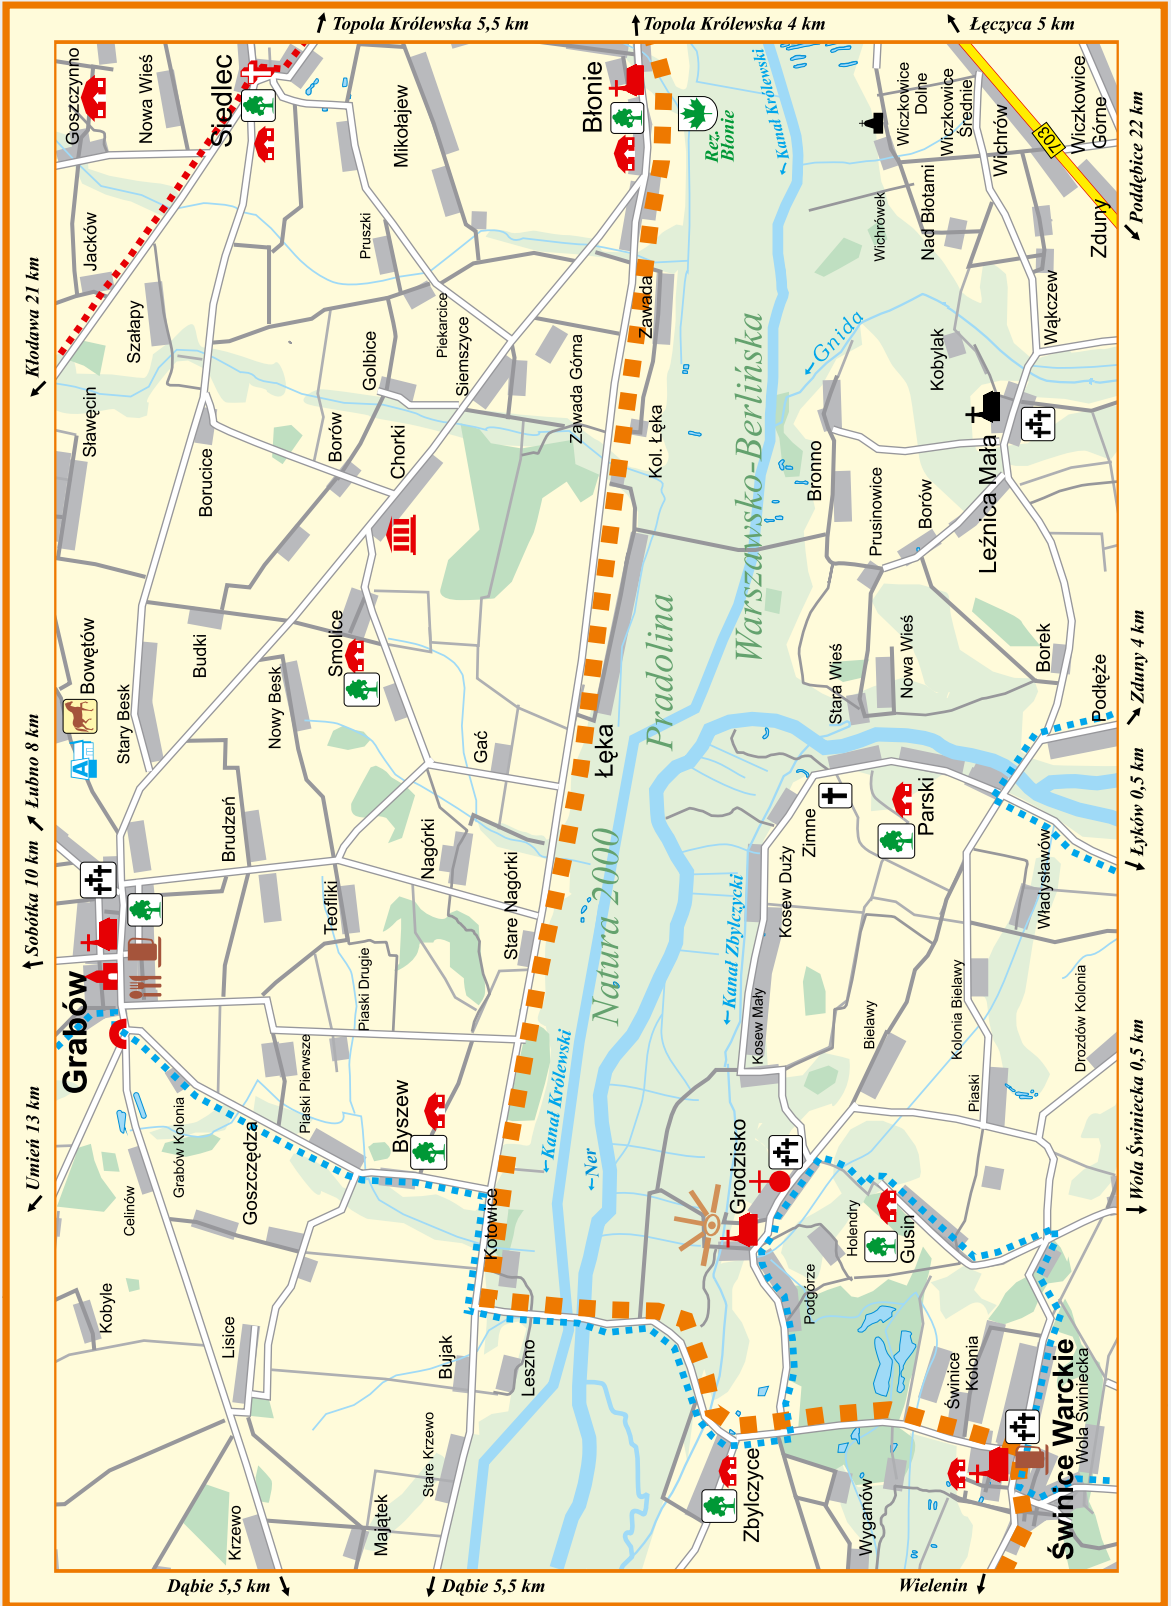 Topola Królewska 5,5 km
Topola Królewska 4 km
Łęczyca 5 km
Goszczynno
Nowa Wieś
Siedlec
Mikołajew
Błonie
Rez.
Błonie
Kanał Królewski
Wiczkowice
Dolne
Wiczkowice
Średnie
Wichrów
703
Wiczkowice
Górne
Poddębice 22 km
Jacków
Pruszki
Wichrówek
Nad Błotami
Zduny
Kłodawa 21 km
Szałapy
Golbice
Piekarcice
Siemszyce
Zawada
Zawada Górna
Warszawsko-Berlińska
Gnida
Kobylak
Wąkczew
Sławęcin
Borucice
Borów
Chorki
Kol. Łęka
Bronno
Prusinowice
Borów
Leźnica Mała
Bowętów
Stary Besk
Budki
Nowy Besk
Smolice
Gać
Łęka
Pradolina
Stara Wieś
Nowa Wieś
Borek
Podłęże
Zduny 4 km
Łubno 8 km
Sobótka 10 km
Brudzeń
Teofilki
Nagórki
Stare Nagórki
Natura 2000
Zimne
Parski
Kosew Duży
Władysławów
Łyków 0,5 km
Kanał Zbylczycki
Grabów
Piaski Drugie
Piaski Pierwsze
Kosew Mały
Bielawy
Kolonia Bielawy
Piaski
Drozdów Kolonia
Umień 13 km
Grabów Kolonia
Celinów
Goszczędza
Byszew
Kanał Królewski
Ner
Grodzisko
Wola Świniecka 0,5 km
Kotowice
Holendry
Gusin
Podgórze
Kobyle
Lisice
Bujak
Leszno
Świnice
Kolonia
Świnice Warckie
Wola Świniecka
Krzewo
Majątek
Stare Krzewo
Zbylczyce
Wyganów
Dąbie 5,5 km
Dąbie 5,5 km
Wielenin